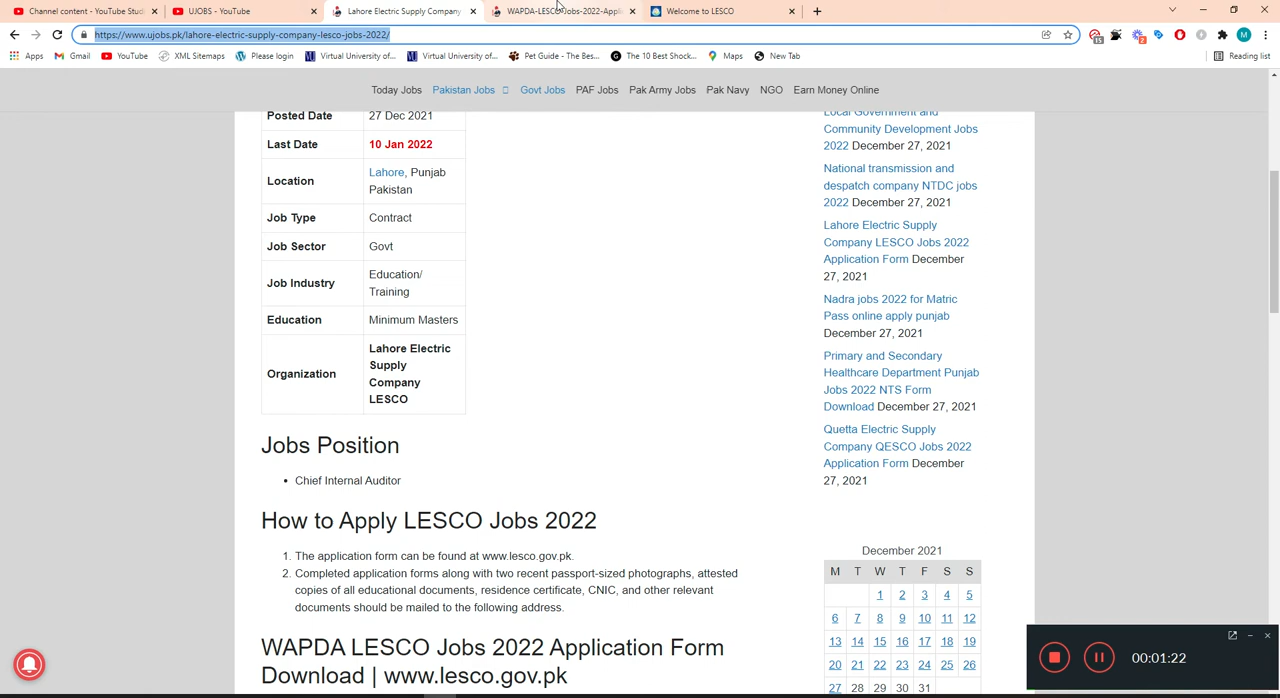 Channel content - YouTube Studi
UJOBS - YouTube
Lahore Electric Supply Company
WAPDA-LESCO-Jobs-2022-Appli
Welcome to LESCO
https://www.ujobs.pk/lahore-electric-supply-company-lesco-jobs-2022/
Apps
Gmail
YouTube
XML Sitemaps
Please login
Virtual University of...
Virtual University of...
Pet Guide - The Bes...
The 10 Best Shock...
Maps
New Tab
Reading list
Today Jobs
Pakistan Jobs
Govt Jobs
PAF Jobs
Pak Army Jobs
Pak Navy
NGO
Earn Money Online
Posted Date 27 Dec 2021
Last Date 10 Jan 2022
Location Lahore, Punjab
Pakistan
Job Type Contract
Job Sector Govt
Job Industry Education/
Training
Education Minimum Masters
Organization Lahore Electric
Supply
Company
LESCO
Jobs Position
• Chief Internal Auditor
How to Apply LESCO Jobs 2022
1. The application form can be found at www.lesco.gov.pk.
2. Completed application forms along with two recent passport-sized photographs, attested
copies of all educational documents, residence certificate, CNIC, and other relevant
documents should be mailed to the following address.
WAPDA LESCO Jobs 2022 Application Form
Download | www.lesco.gov.pk
Local Government and
Community Development Jobs
2022 December 27, 2021
National transmission and
despatch company NTDC jobs
2022 December 27, 2021
Lahore Electric Supply
Company LESCO Jobs 2022
Application Form December
27, 2021
Nadra jobs 2022 for Matric
Pass online apply punjab
December 27, 2021
Primary and Secondary
Healthcare Department Punjab
Jobs 2022 NTS Form
Download December 27, 2021
Quetta Electric Supply
Company QESCO Jobs 2022
Application Form December
27, 2021
December 2021
M T W T F S S
1 2 3 4 5
6 7 8 9 10 11 12
13 14 15 16 17 18 19
20 21 22 23 24 25 26
27 28 29 30 31
00:01:22